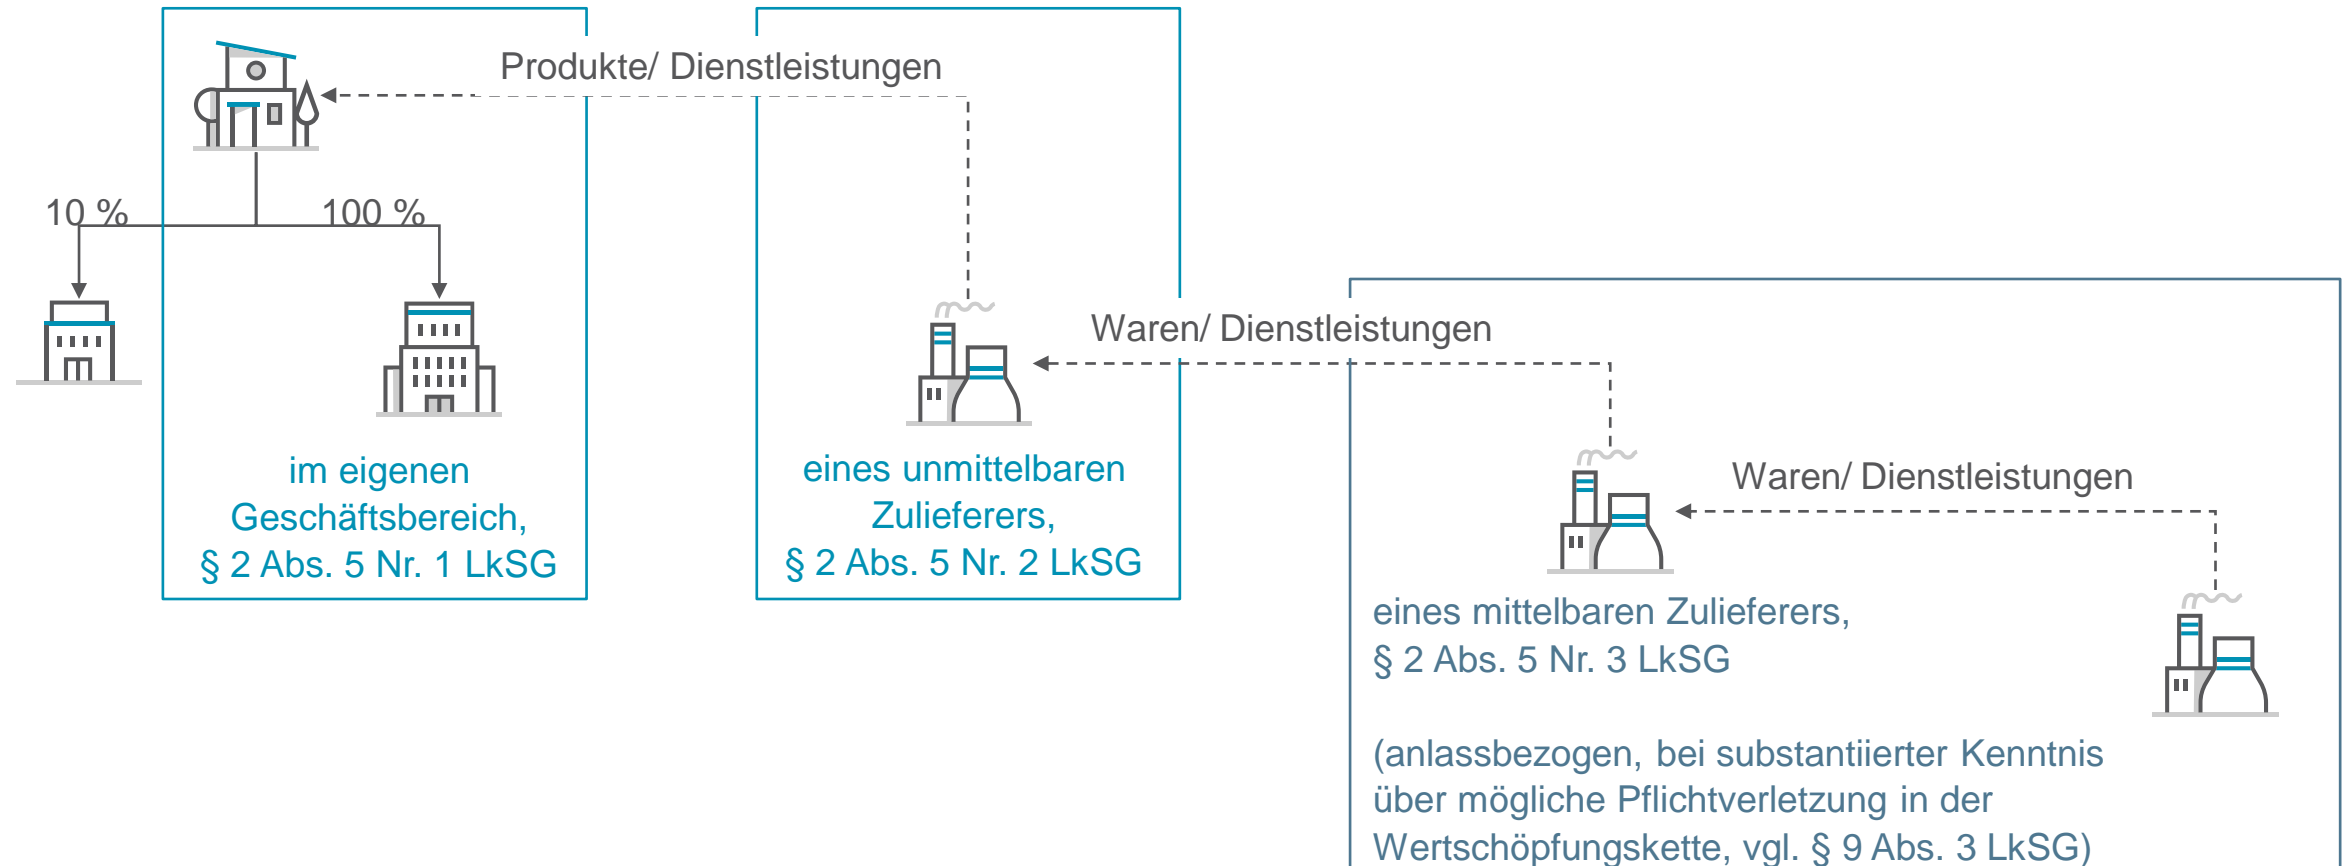 Produkte/ Dienstleistungen
10 %
100 %
im eigenen
Geschäftsbereich,
§ 2 Abs. 5 Nr. 1 LkSG
eines unmittelbaren
Zulieferers,
§ 2 Abs. 5 Nr. 2 LkSG
Waren/ Dienstleistungen
Waren/ Dienstleistungen
eines mittelbaren Zulieferers,
§ 2 Abs. 5 Nr. 3 LkSG
(anlassbezogen, bei substantiierter Kenntnis
über mögliche Pflichtverletzung in der
Wertschöpfungskette, vgl. § 9 Abs. 3 LkSG)